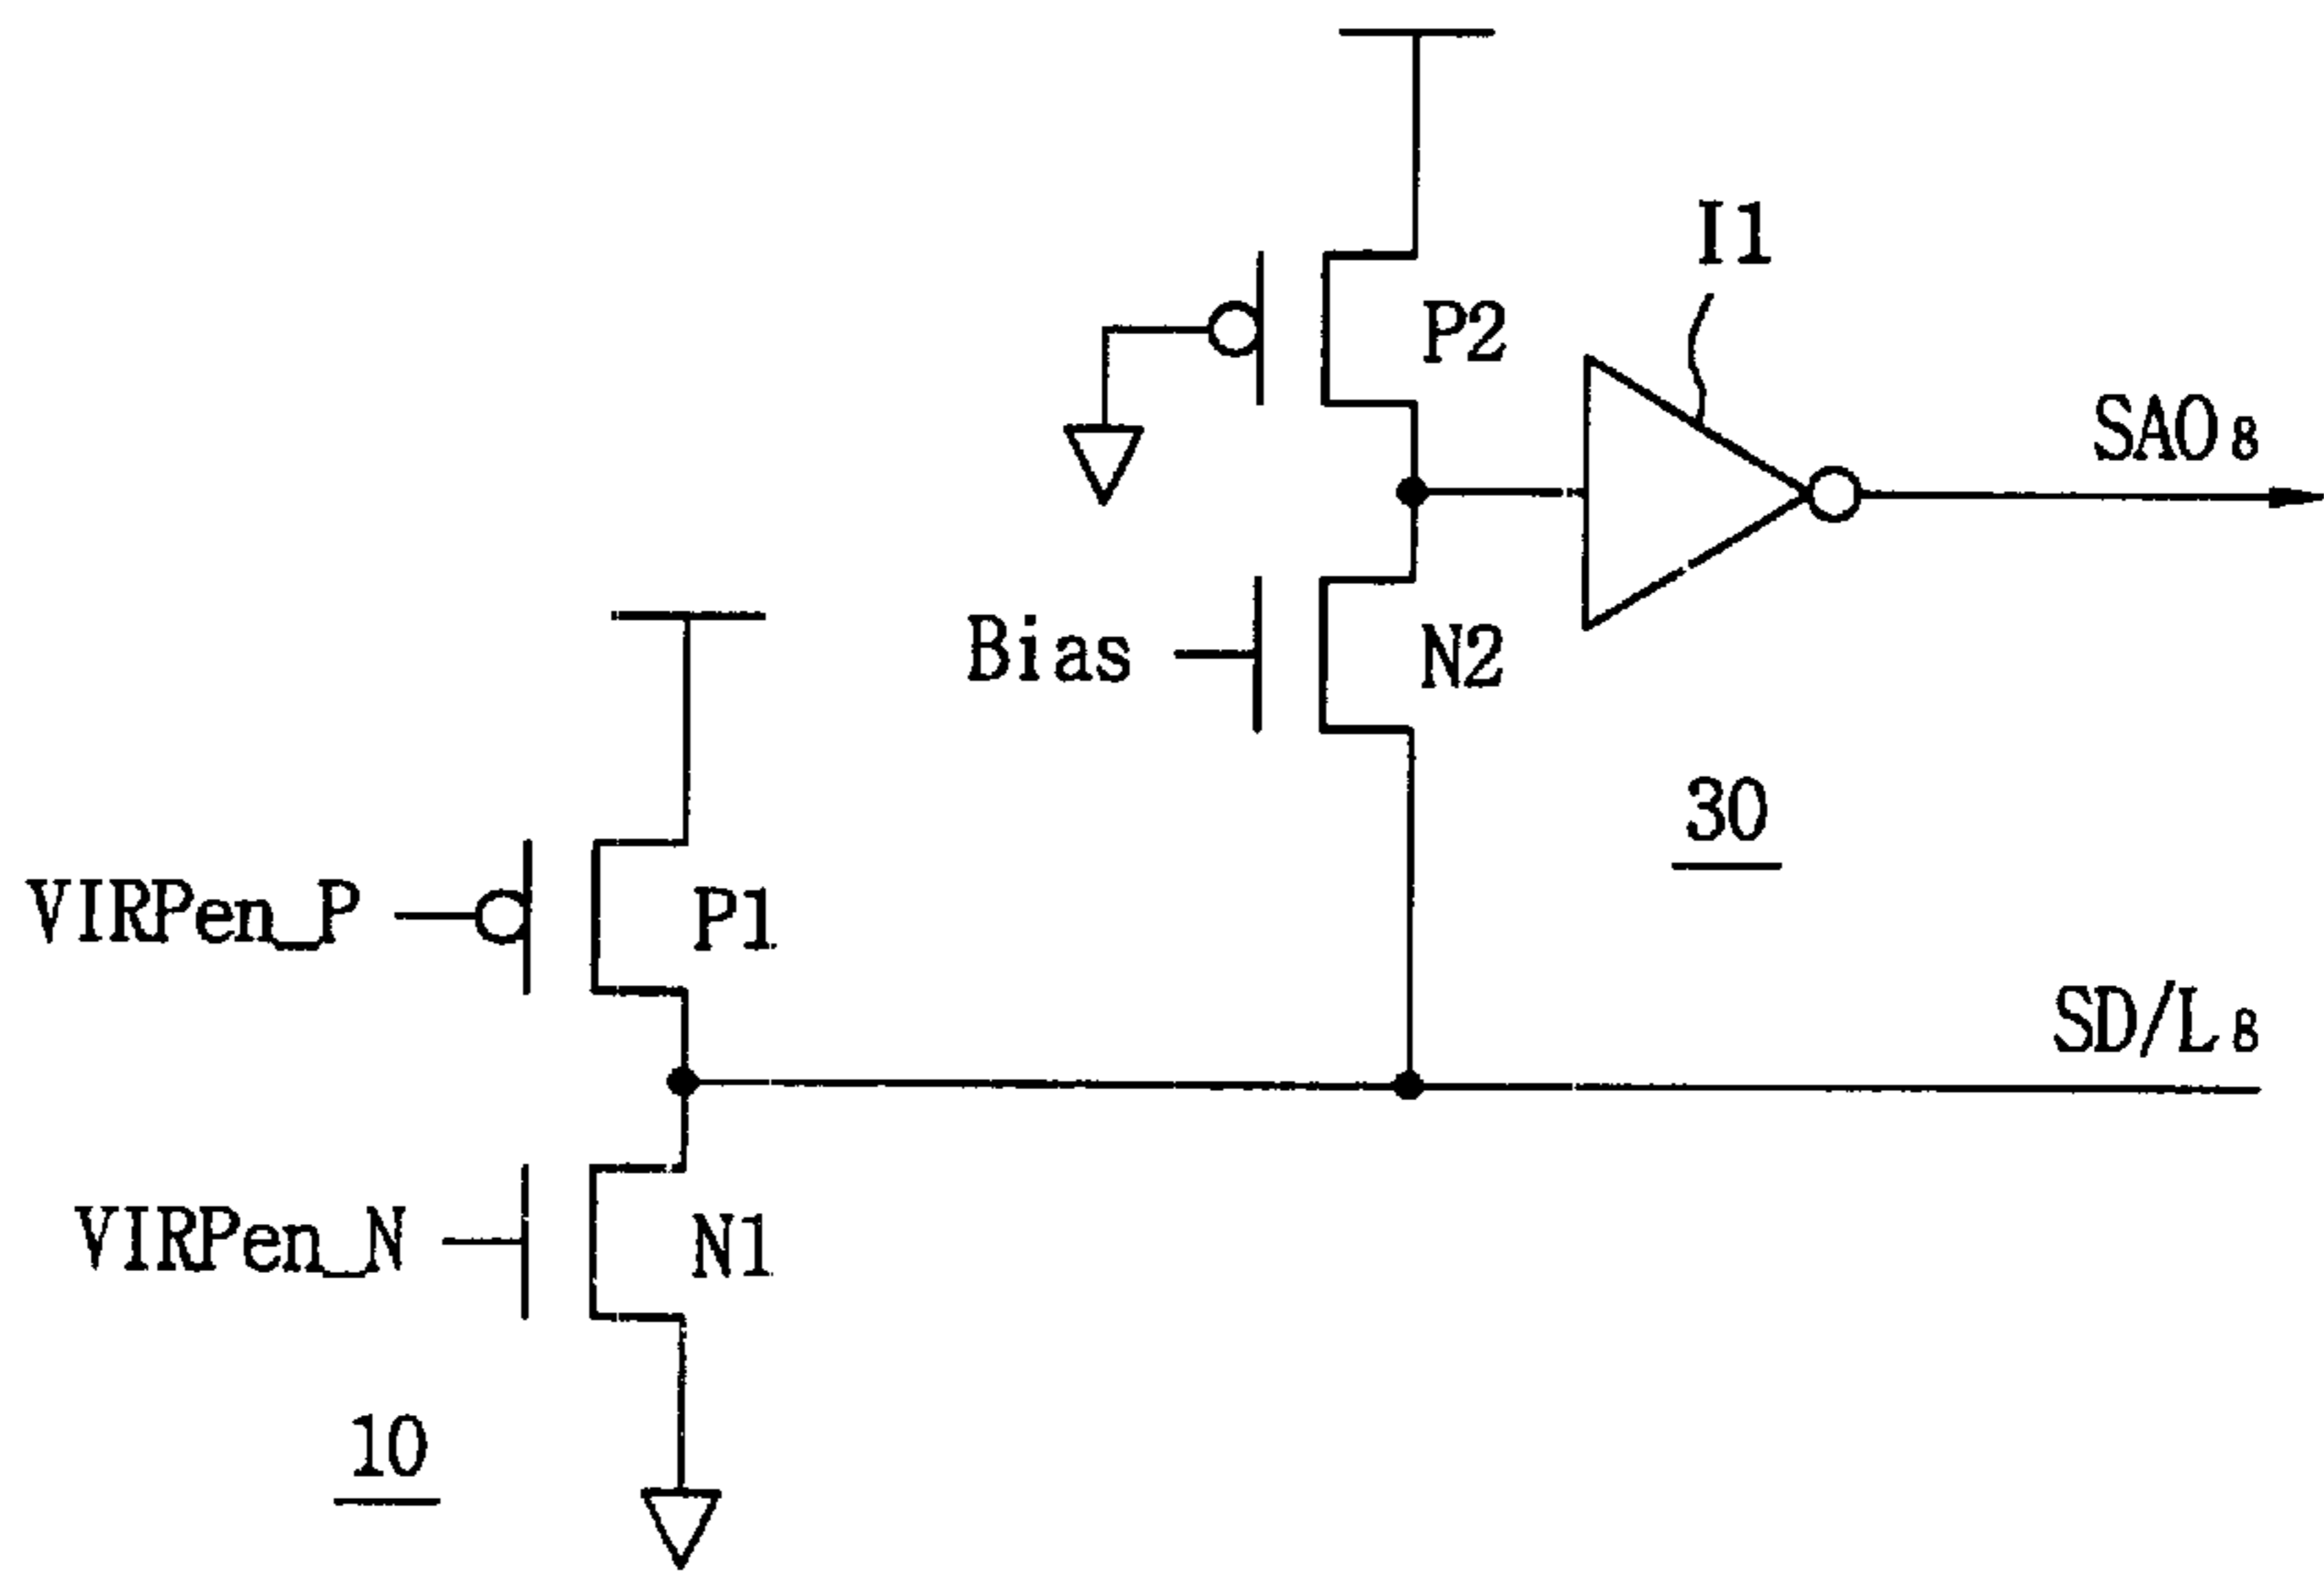 I1
P2
SAO₈
Bias
N2
30
VIRPen_P
P1
SD/L₈
VIRPen_N
N1
10